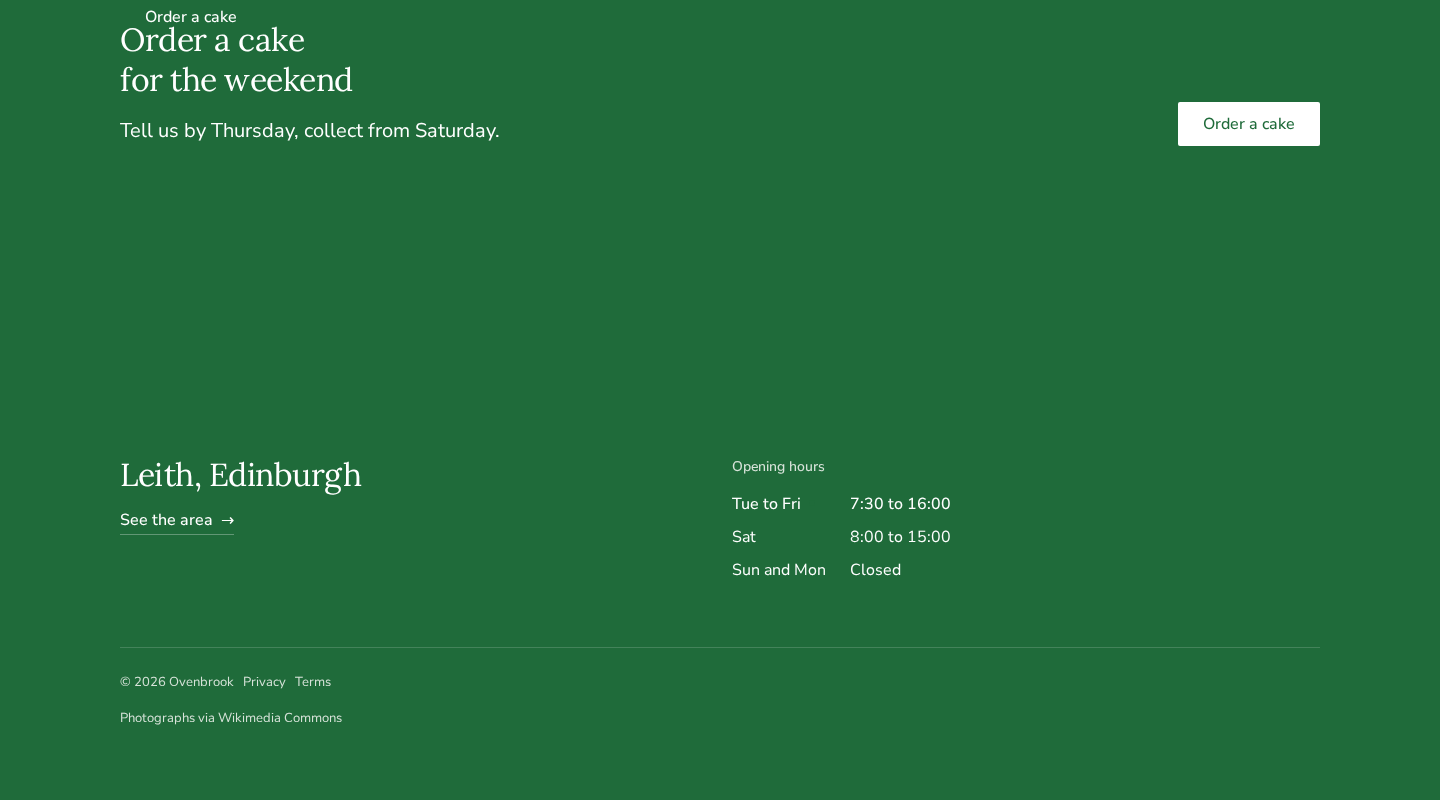 Order a cake
Order a cake
for the weekend
Tell us by Thursday, collect from Saturday.
Order a cake
Leith, Edinburgh
See the area →
Opening hours
Tue to Fri 7:30 to 16:00
Sat 8:00 to 15:00
Sun and Mon Closed
© 2026 Ovenbrook Privacy Terms
Photographs via Wikimedia Commons